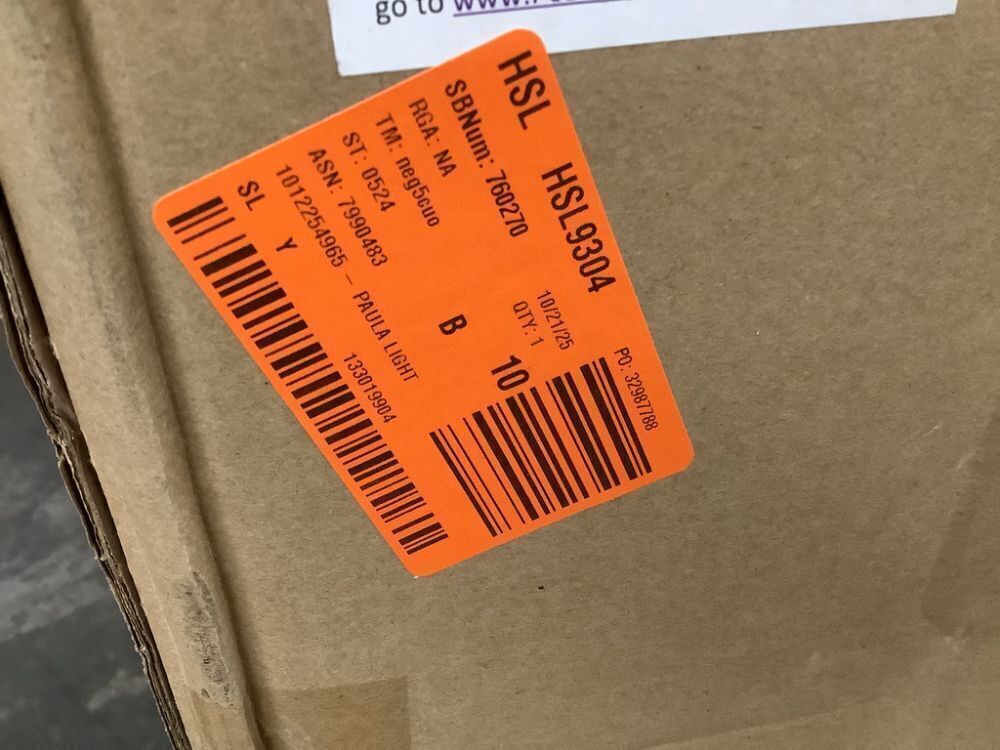 go to
HSL HSL9304
SBNum: 760270
RGA: NA
TM: neg5cuo
ST: 0524
ASN: 7990483
1012254965 - PAULA LIGHT
SL Y
133019904
B
10
10/21/25
QTY: 1
PO: 32987788